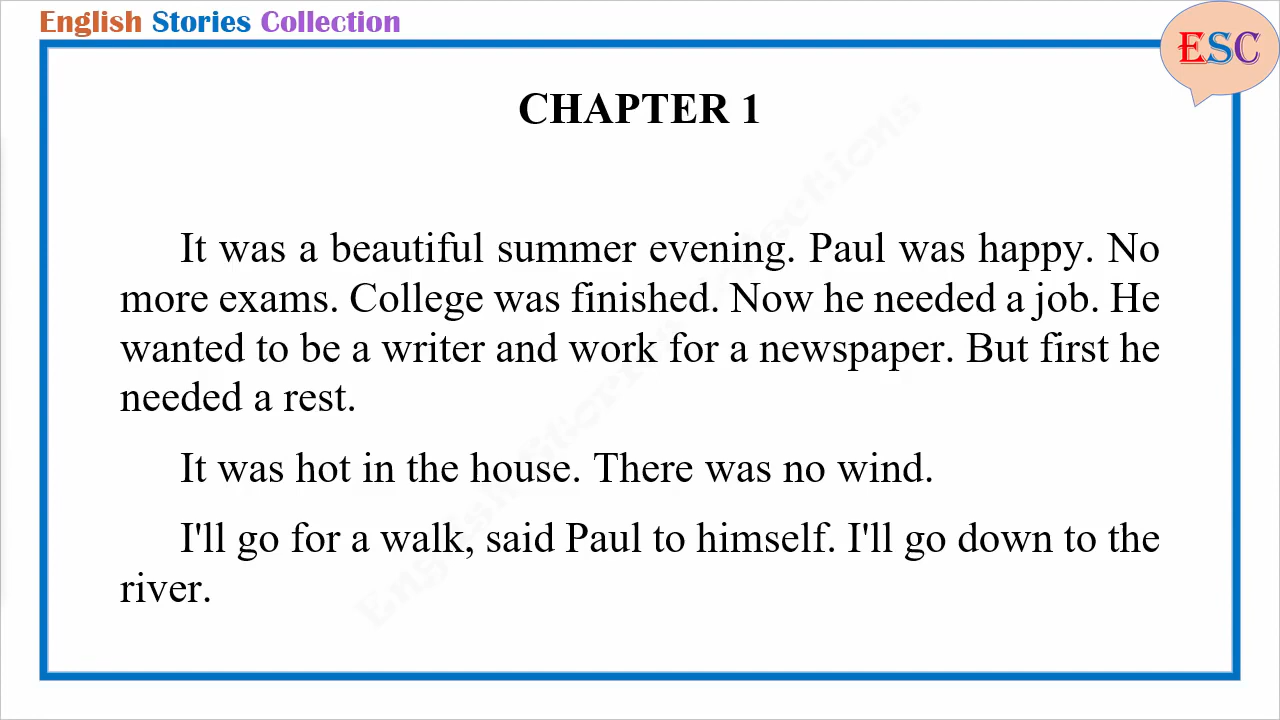 English Stories Collection
ESC
CHAPTER 1
It was a beautiful summer evening. Paul was happy. No
more exams. College was finished. Now he needed a job. He
wanted to be a writer and work for a newspaper. But first he
needed a rest.
It was hot in the house. There was no wind.
I'll go for a walk, said Paul to himself. I'll go down to the
river.
English Stories Collections